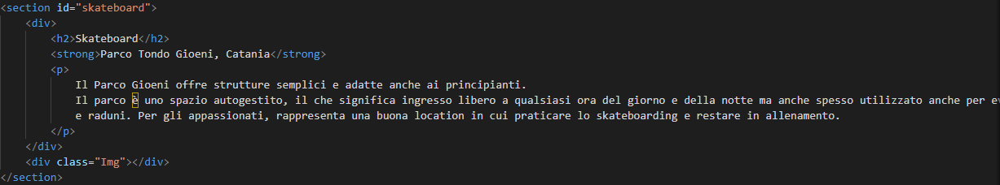 <section id="skateboard">
<div>
<h2>Skateboard</h2>
<strong>Parco Tondo Gioeni, Catania</strong>
<p>
Il Parco Gioeni offre strutture semplici e adatte anche ai principianti.
Il parco è uno spazio autogestito, il che significa ingresso libero a qualsiasi ora del giorno e della notte ma anche spesso utilizzato anche per
e raduni. Per gli appassionati, rappresenta una buona location in cui praticare lo skateboarding e restare in allenamento.
</p>
</div>
<div class="Img"></div>
</section>